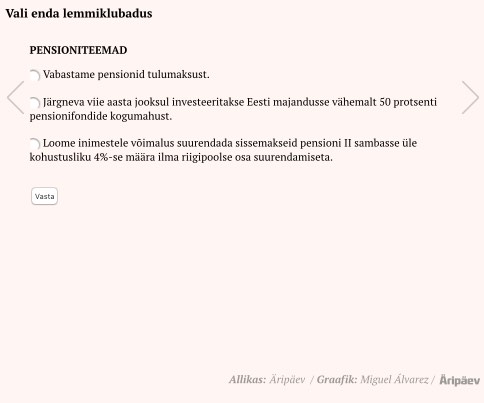 Vali enda lemmiklubadus
PENSIONITEEMAD
Vabastame pensionid tulumaksust.
Järgneva viie aasta jooksul investeeritakse Eesti majandusse vähemalt 50 protsenti
pensionifondide kogumahust.
Loome inimestele võimalus suurendada sissemakseid pensioni II sambasse üle
kohustusliku 4%-se määra ilma riigipoolse osa suurendamiseta.
Vasta
Allikas: Äripäev / Graafik: Miguel Álvarez / Äripäev